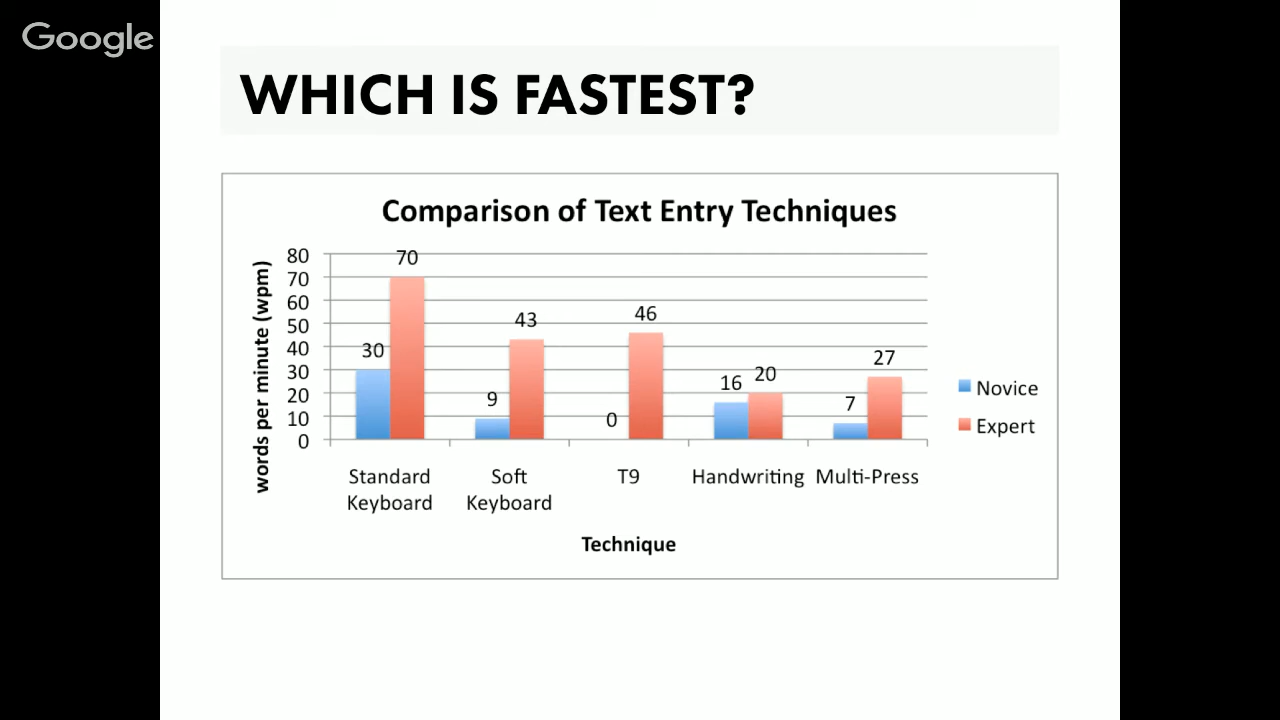 Google
WHICH IS FASTEST?
Comparison of Text Entry Techniques
words per minute (wpm)
80
70
60
50
40
30
20
10
0
30
70
9
43
0
46
16
20
7
27
Standard
Keyboard
Soft
Keyboard
T9
Handwriting
Multi-Press
Technique
Novice
Expert